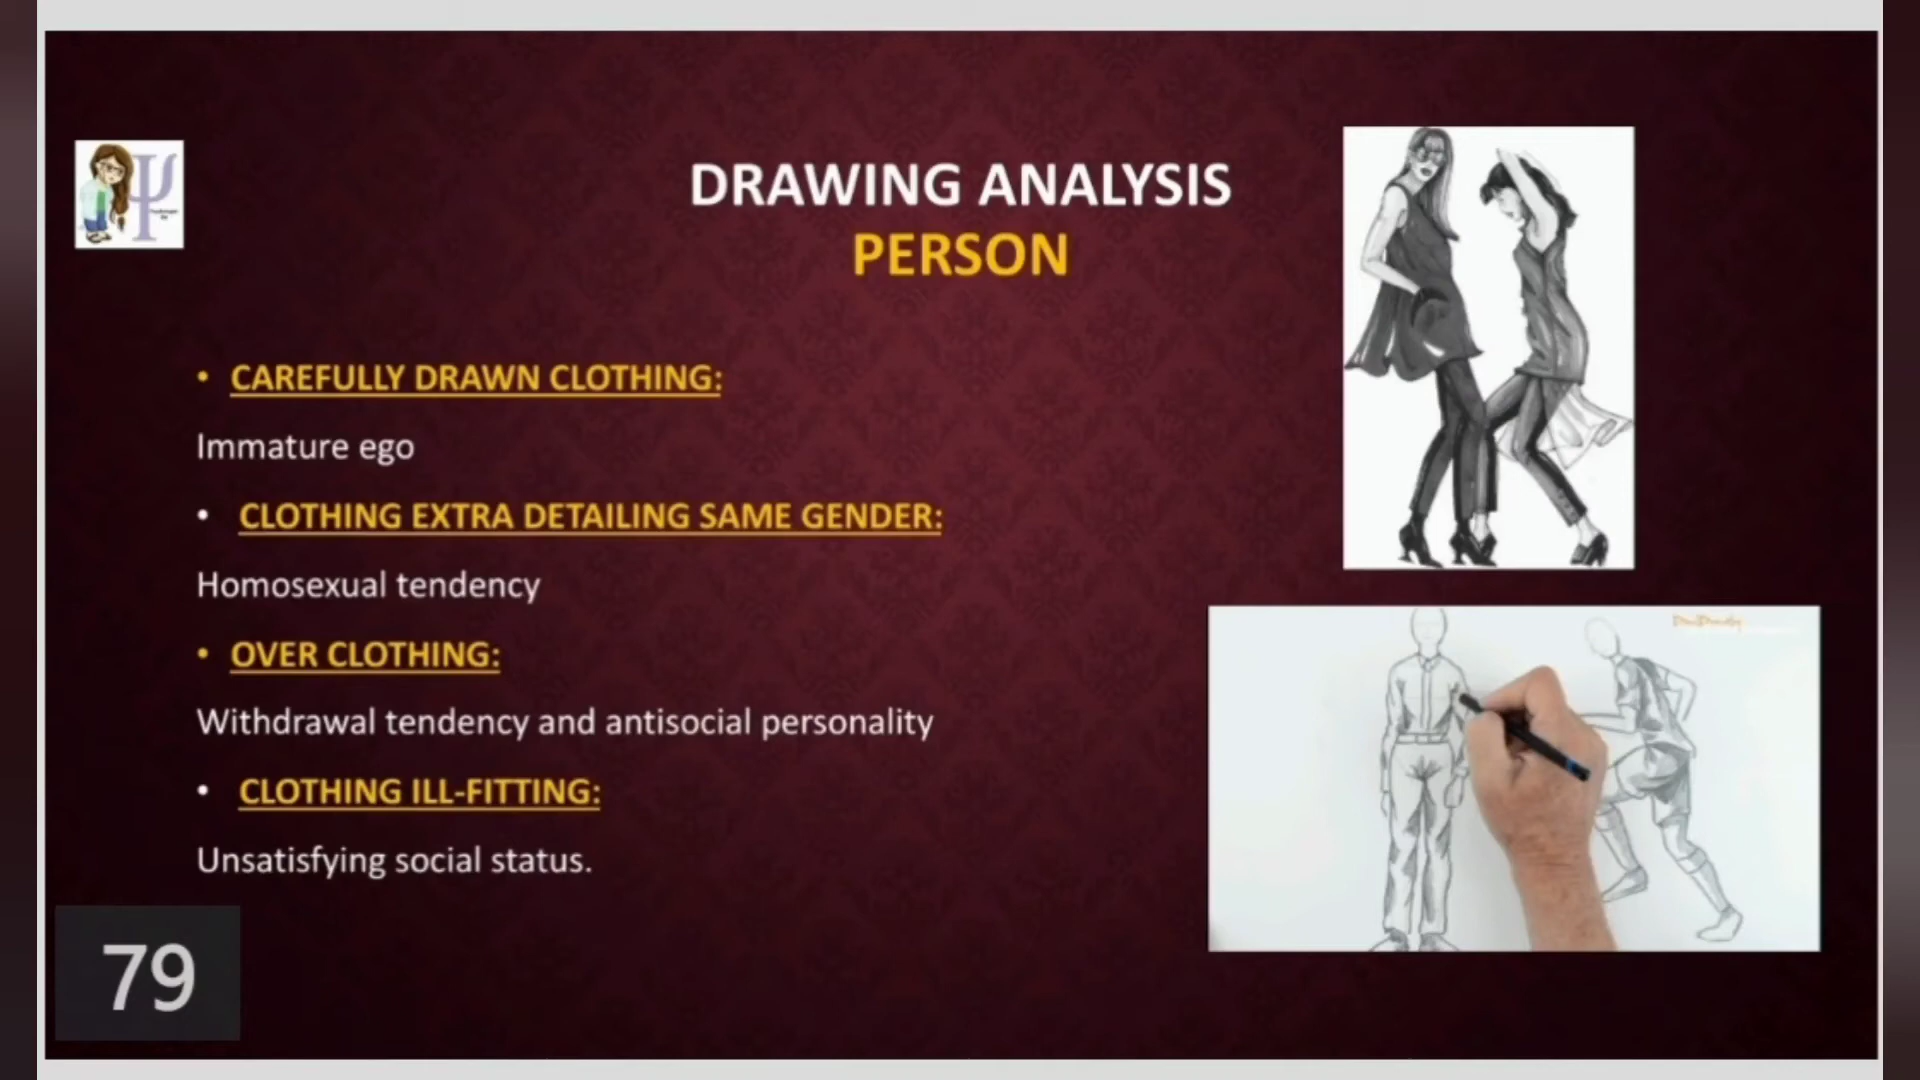 DRAWING ANALYSIS
PERSON
• CAREFULLY DRAWN CLOTHING:
Immature ego
• CLOTHING EXTRA DETAILING SAME GENDER:
Homosexual tendency
• OVER CLOTHING:
Withdrawal tendency and antisocial personality
• CLOTHING ILL-FITTING:
Unsatisfying social status.
79